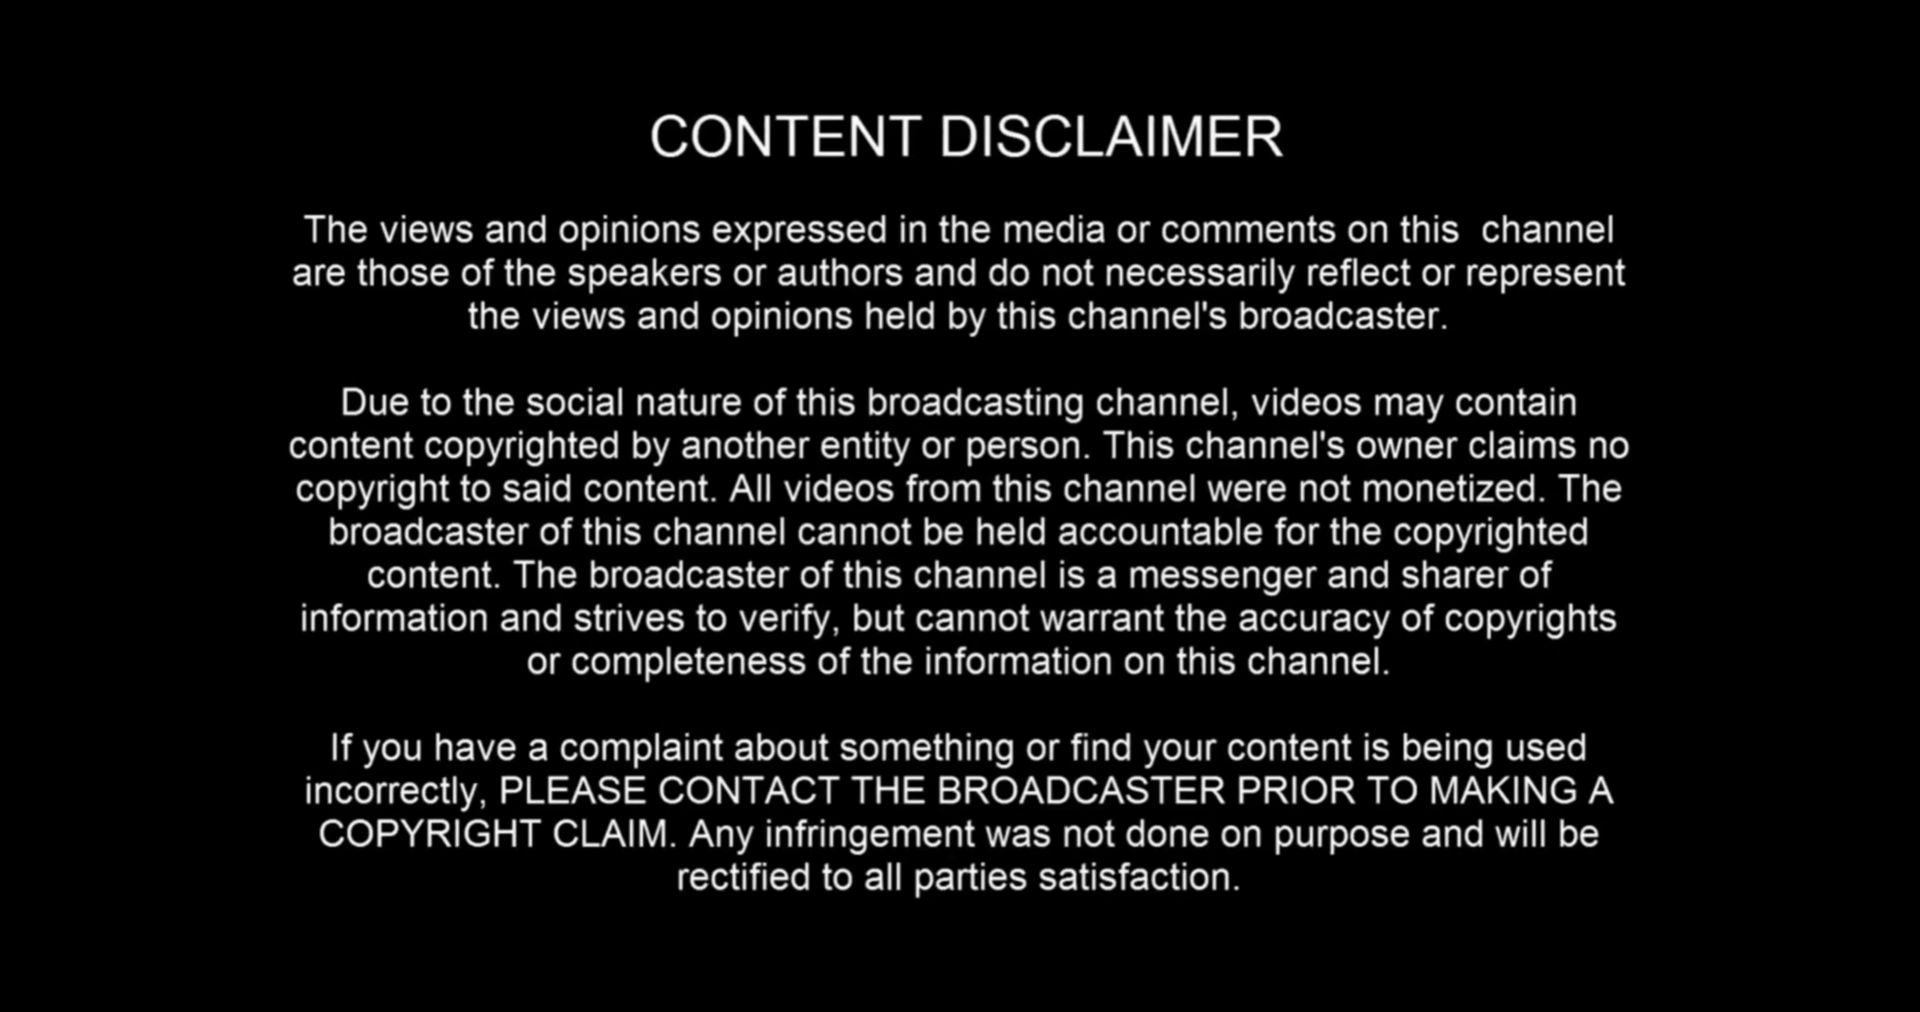 CONTENT DISCLAIMER
The views and opinions expressed in the media or comments on this  channel
are those of the speakers or authors and do not necessarily reflect or represent
the views and opinions held by this channel's broadcaster.
Due to the social nature of this broadcasting channel, videos may contain
content copyrighted by another entity or person. This channel's owner claims no
copyright to said content. All videos from this channel were not monetized. The
broadcaster of this channel cannot be held accountable for the copyrighted
content. The broadcaster of this channel is a messenger and sharer of
information and strives to verify, but cannot warrant the accuracy of copyrights
or completeness of the information on this channel.
If you have a complaint about something or find your content is being used
incorrectly, PLEASE CONTACT THE BROADCASTER PRIOR TO MAKING A
COPYRIGHT CLAIM. Any infringement was not done on purpose and will be
rectified to all parties satisfaction.